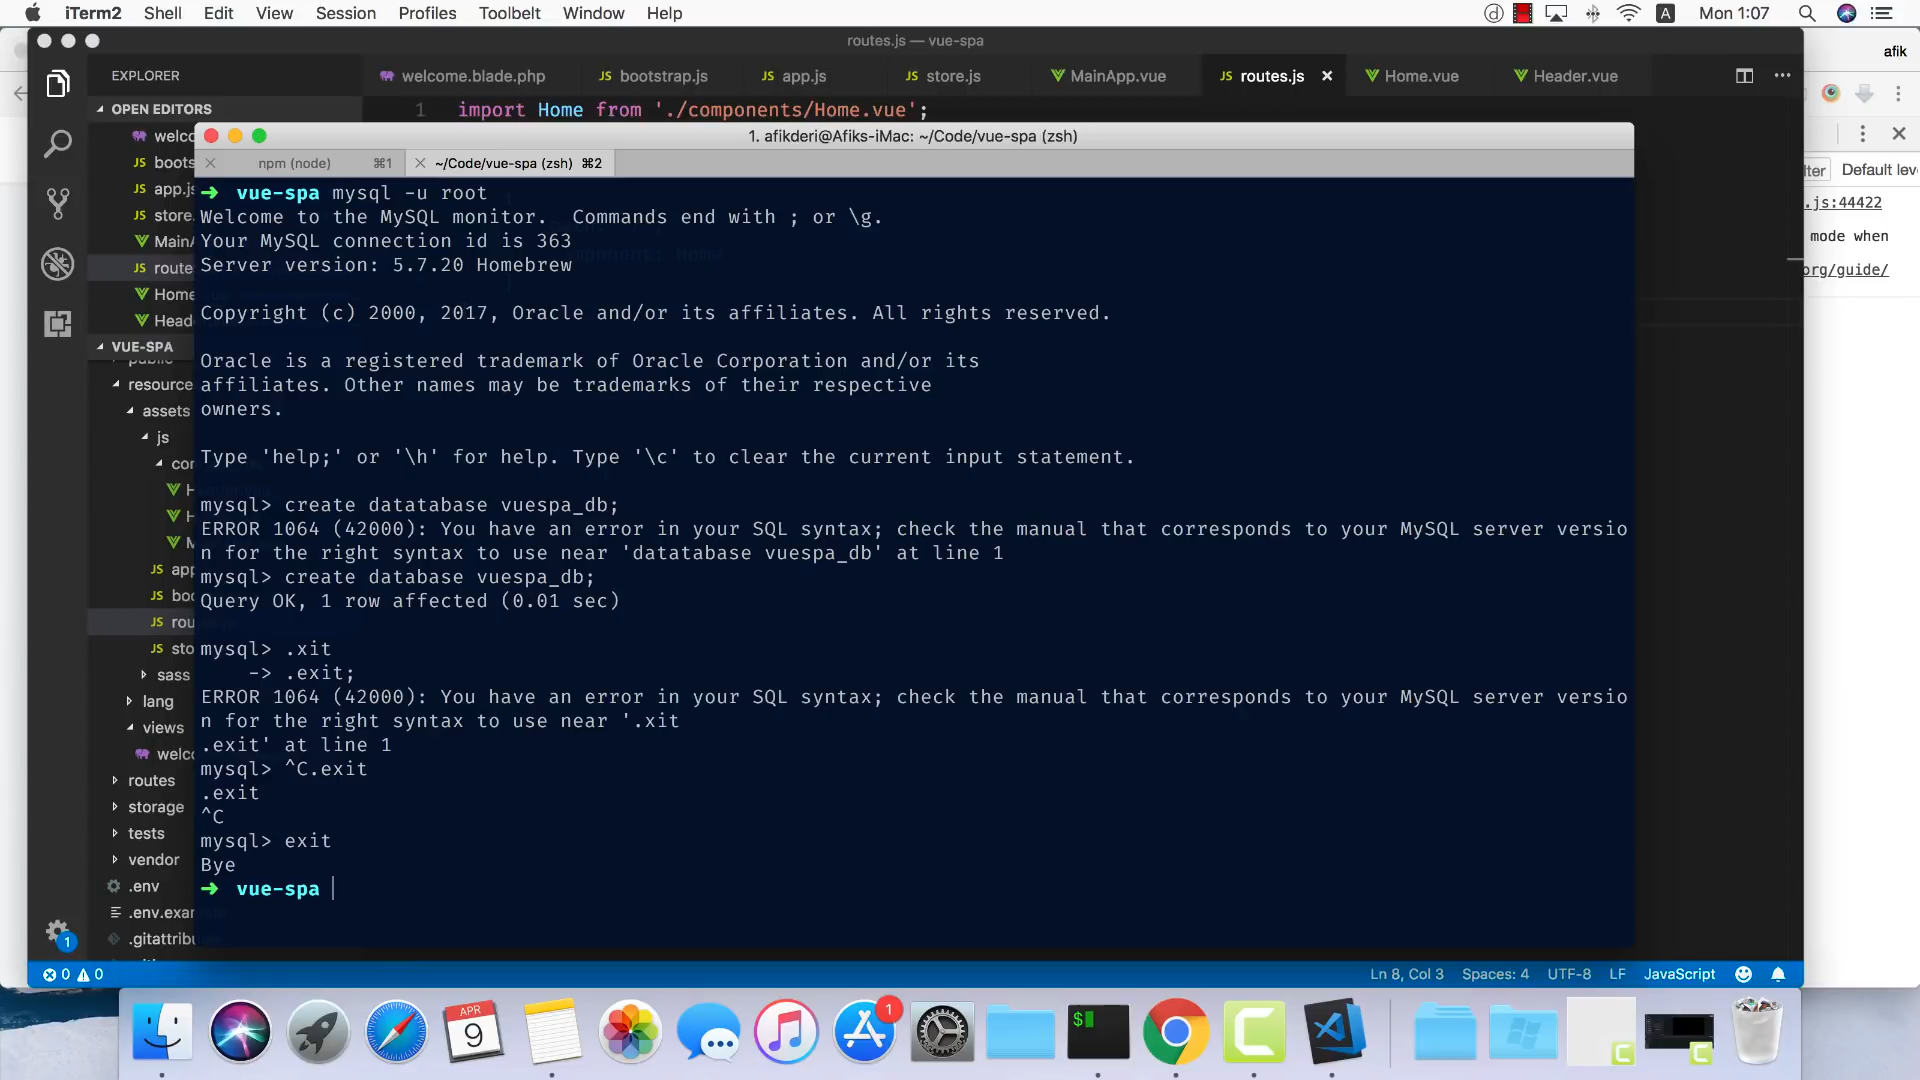 iTerm2 Shell Edit View Session Profiles Toolbelt Window Help Mon 1:07
routes.js — vue-spa
afik
EXPLORER
welcome.blade.php JS bootstrap.js JS app.js JS store.js MainApp.vue JS routes.js Home.vue Header.vue
OPEN EDITORS
1 import Home from './components/Home.vue';
1. afikderi@Afiks-iMac: ~/Code/vue-spa (zsh)
npm (node) ⌘1 ~/Code/vue-spa (zsh) ⌘2
Default lev
.js:44422
mode when
org/guide/
welco
JS boots
JS app.js
JS store.
MainA
JS route
Home
Head
VUE-SPA
public
resource
assets
js
con
H
H
M
JS app
JS boo
JS rou
JS sto
sass
lang
views
welco
routes
storage
tests
vendor
.env
.env.exam
.gitattribu
➜ vue-spa mysql -u root
Welcome to the MySQL monitor.  Commands end with ; or \g.
Your MySQL connection id is 363
Server version: 5.7.20 Homebrew
Copyright (c) 2000, 2017, Oracle and/or its affiliates. All rights reserved.
Oracle is a registered trademark of Oracle Corporation and/or its
affiliates. Other names may be trademarks of their respective
owners.
Type 'help;' or '\h' for help. Type '\c' to clear the current input statement.
mysql> create datatabase vuespa_db;
ERROR 1064 (42000): You have an error in your SQL syntax; check the manual that corresponds to your MySQL server versio
n for the right syntax to use near 'datatabase vuespa_db' at line 1
mysql> create database vuespa_db;
Query OK, 1 row affected (0.01 sec)
mysql> .xit
    -> .exit;
ERROR 1064 (42000): You have an error in your SQL syntax; check the manual that corresponds to your MySQL server versio
n for the right syntax to use near '.xit
.exit' at line 1
mysql> ^C.exit
.exit
^C
mysql> exit
Bye
➜ vue-spa
1
0 0 Ln 8, Col 3 Spaces: 4 UTF-8 LF JavaScript
APR
9
1
$